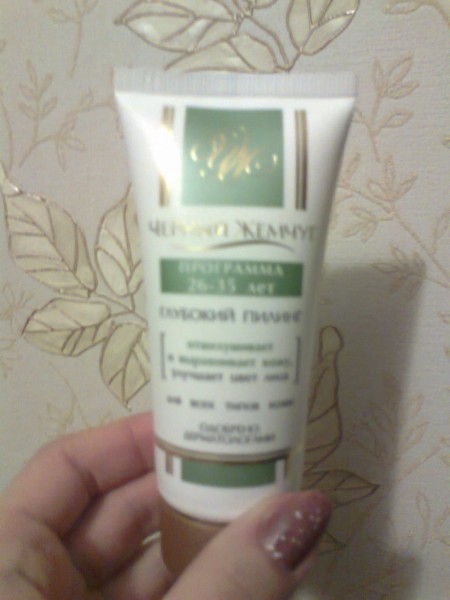 ЧЕРНЫЙ ЖЕМЧУГ
ПРОГРАММА
26-35 лет
ГЛУБОКИЙ ПИЛИНГ
отшелушивает
и выравнивает кожу,
улучшает цвет лица
для всех типов кожи
ОДОБРЕНО
ДЕРМАТОЛОГАМИ